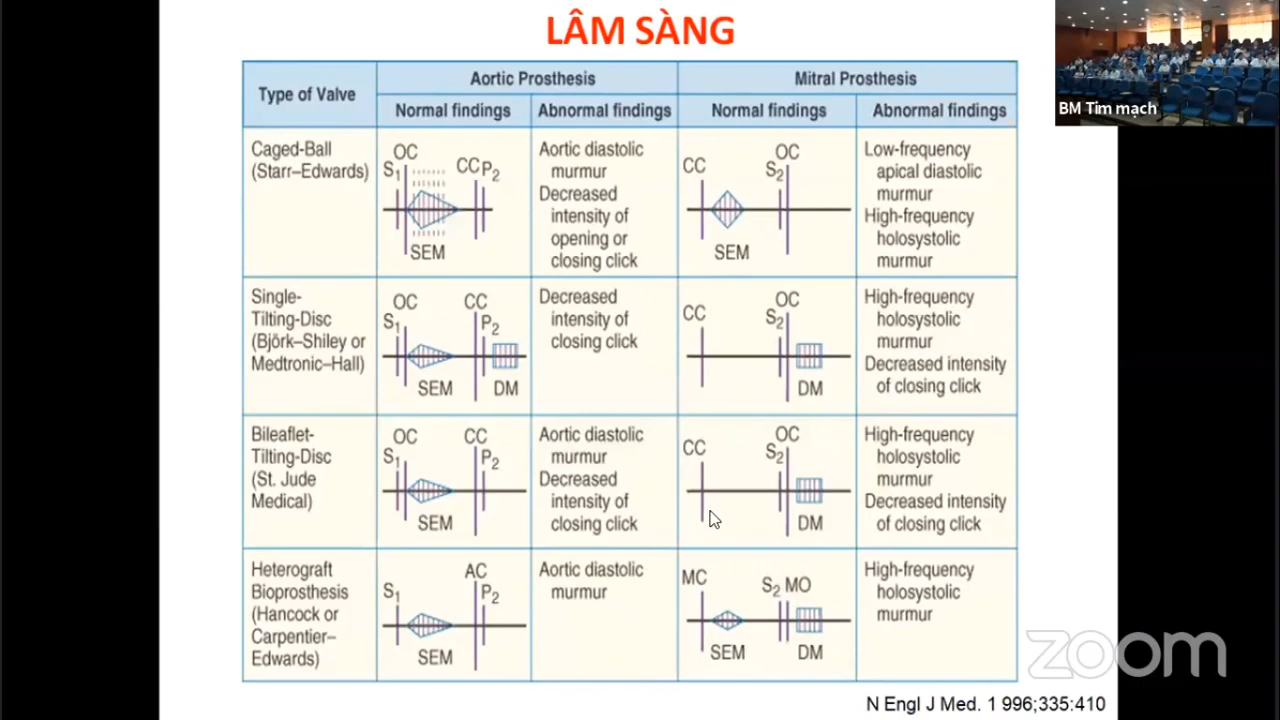 LÂM SÀNG
BM Tim mạch
Type of Valve
Aortic Prosthesis
Mitral Prosthesis
Normal findings
Abnormal findings
Normal findings
Abnormal findings
Caged-Ball
(Starr–Edwards)
OC
S1
CC P2
SEM
Aortic diastolic
murmur
Decreased
intensity of
opening or
closing click
CC
OC
S2
SEM
Low-frequency
apical diastolic
murmur
High-frequency
holosystolic
murmur
Single-
Tilting-Disc
(Björk–Shiley or
Medtronic–Hall)
OC
CC
S1
P2
SEM
DM
Decreased
intensity of
closing click
CC
OC
S2
DM
High-frequency
holosystolic
murmur
Decreased intensity
of closing click
Bileaflet-
Tilting-Disc
(St. Jude
Medical)
OC
CC
S1
P2
SEM
Aortic diastolic
murmur
Decreased
intensity of
closing click
CC
OC
S2
DM
High-frequency
holosystolic
murmur
Decreased intensity
of closing click
Heterograft
Bioprosthesis
(Hancock or
Carpentier–
Edwards)
AC
S1
P2
SEM
Aortic diastolic
murmur
MC
S2 MO
SEM
DM
High-frequency
holosystolic
murmur
zoom
N Engl J Med. 1 996;335:410